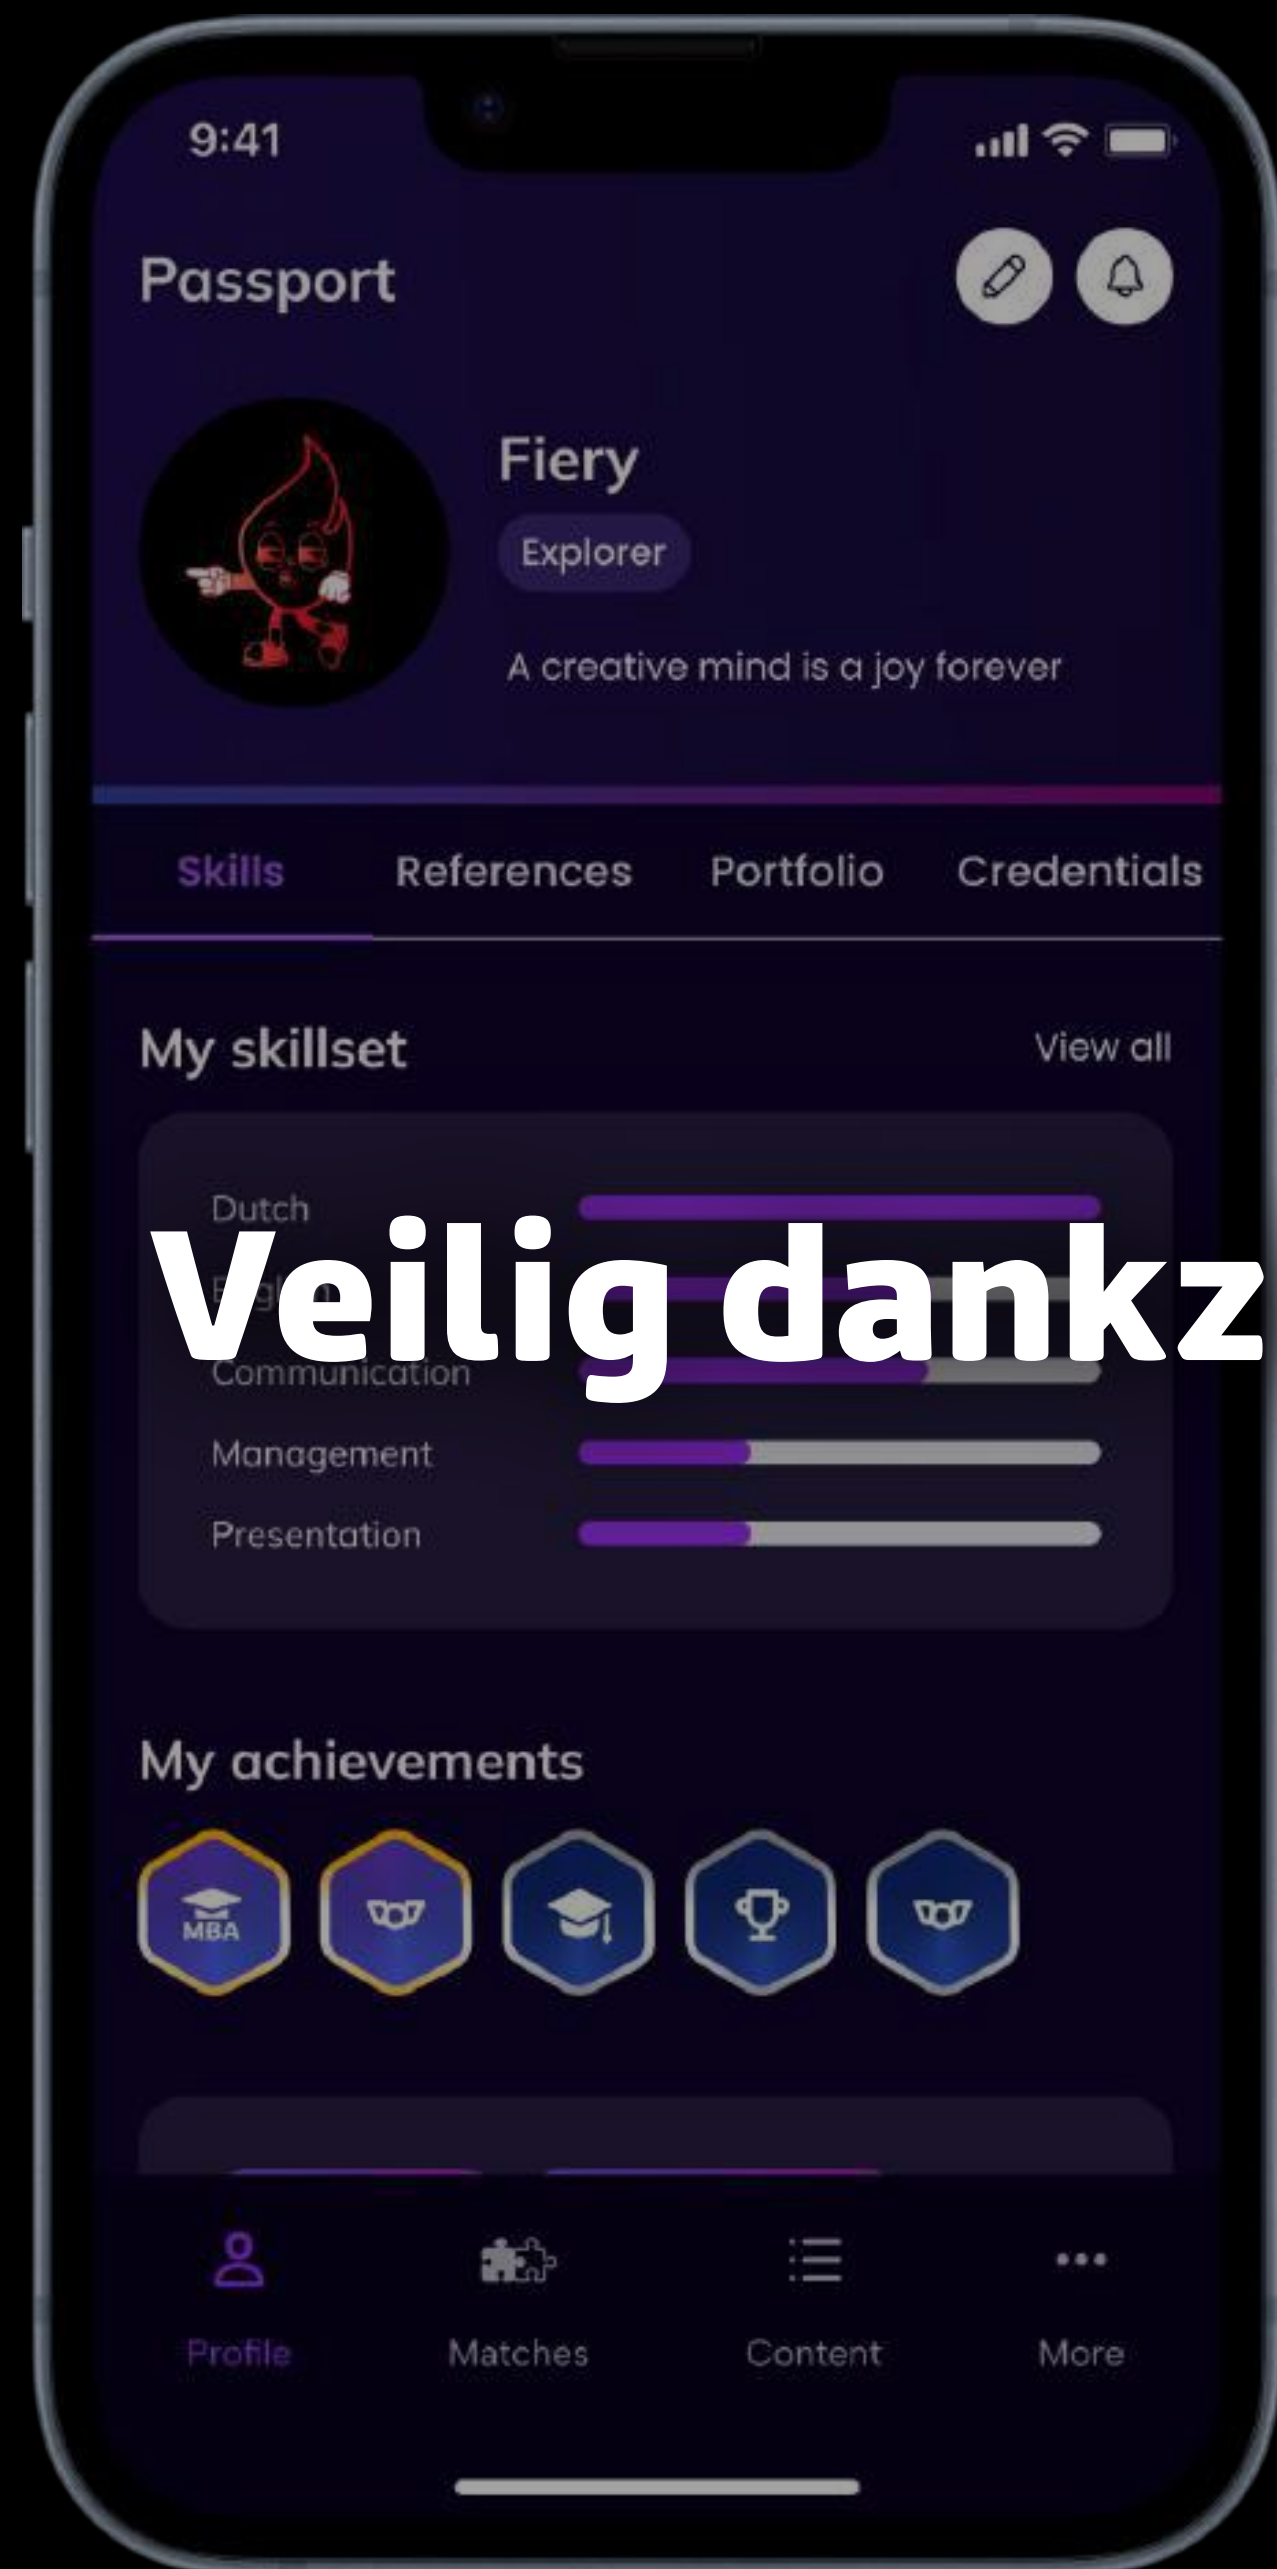 9:41
Passport
Fiery
Explorer
A creative mind is a joy forever
Skills References Portfolio Credentials
My skillset View all
Dutch
English
Veilig dankz
Communication
Management
Presentation
My achievements
MBA
Profile Matches Content More